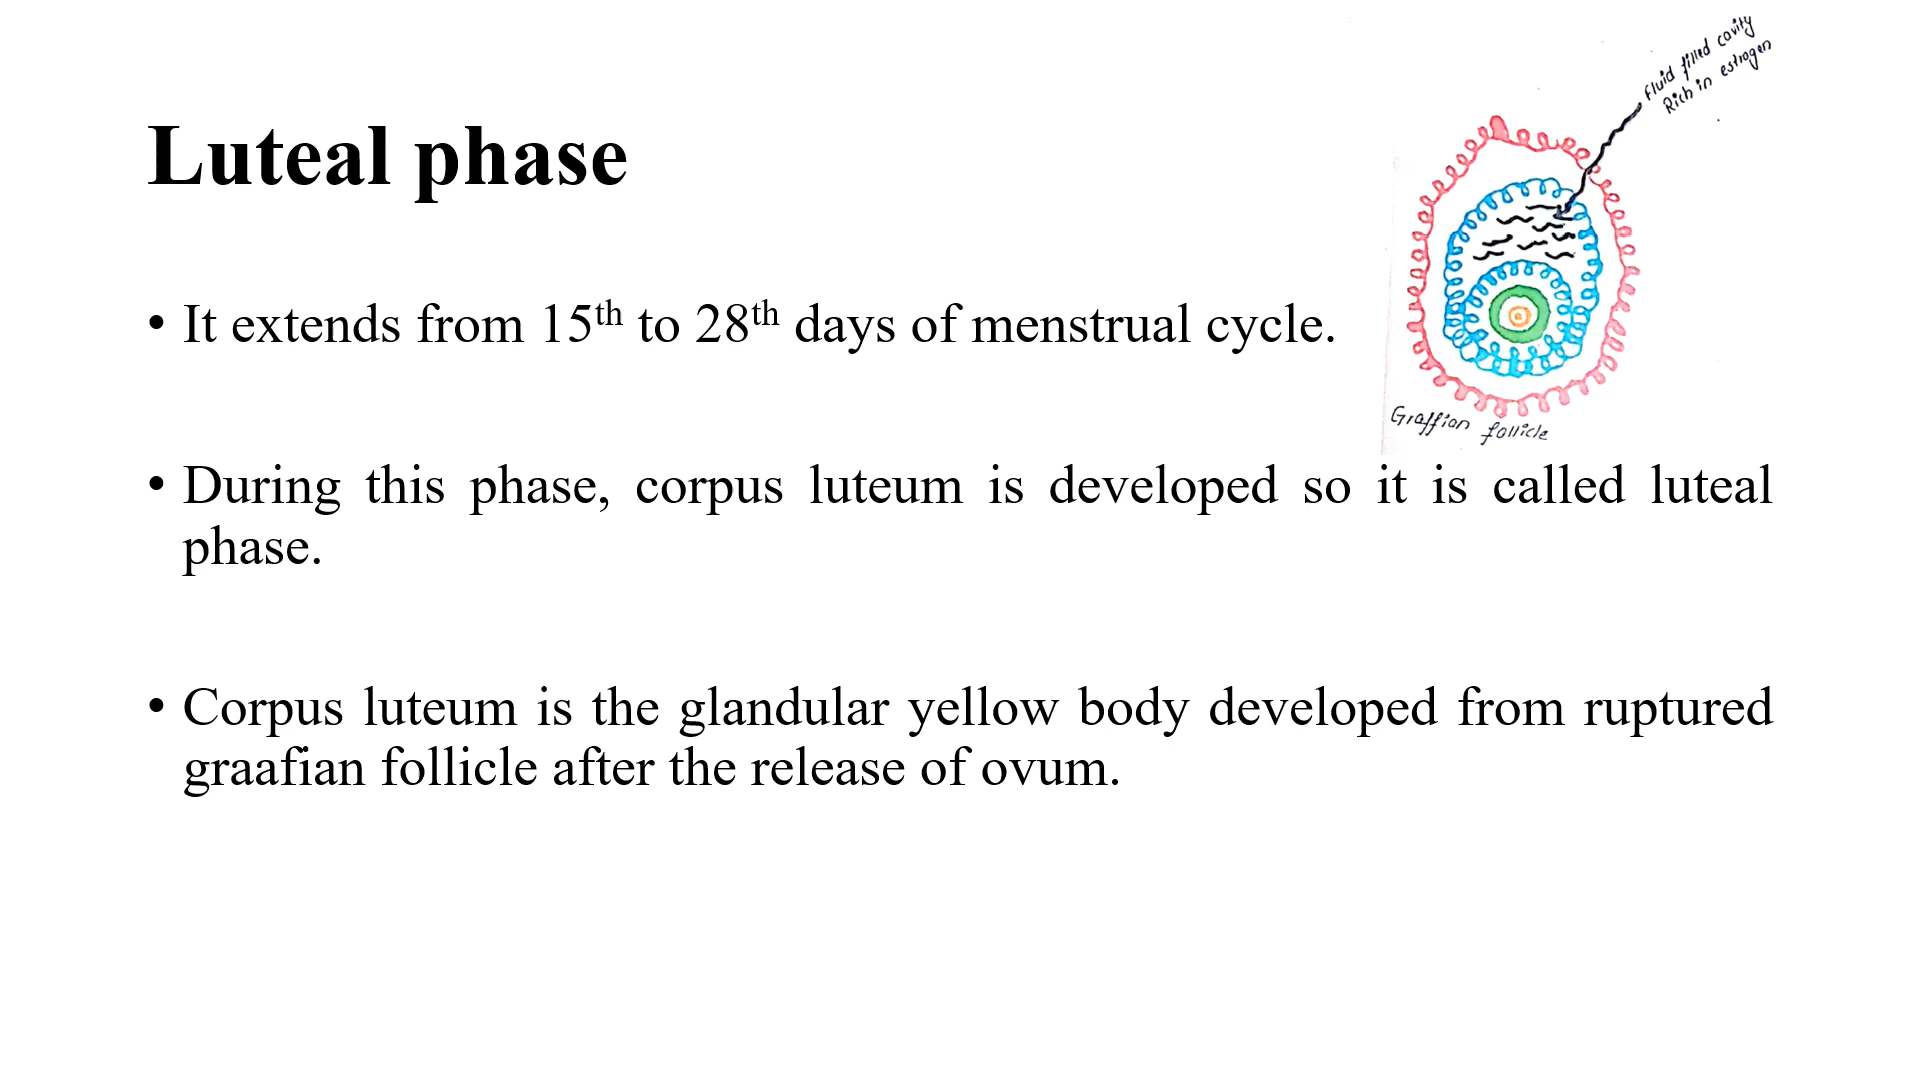 Fluid filled cavity
Rich in estrogen
Luteal phase
• It extends from 15th to 28th days of menstrual cycle.
Graffian follicle
• During this phase, corpus luteum is developed so it is called luteal
phase.
• Corpus luteum is the glandular yellow body developed from ruptured
graafian follicle after the release of ovum.